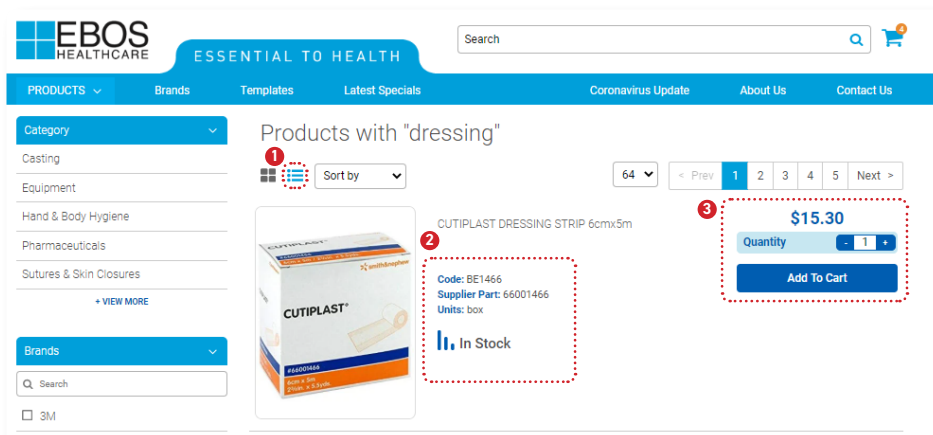 EBOS
HEALTHCARE
ESSENTIAL TO HEALTH
Search
4
PRODUCTS
Brands
Templates
Latest Specials
Coronavirus Update
About Us
Contact Us
Category
Casting
Equipment
Hand & Body Hygiene
Pharmaceuticals
Sutures & Skin Closures
+ VIEW MORE
Brands
Search
3M
Products with "dressing"
1
Sort by
64
< Prev 1 2 3 4 5 Next >
CUTIPLAST
smith&nephew
CUTIPLAST
#66001466
6cm x 5m
CUTIPLAST DRESSING STRIP 6cmx5m
2
Code: BE1466
Supplier Part: 66001466
Units: box
In Stock
3
$15.30
Quantity - 1 +
Add To Cart